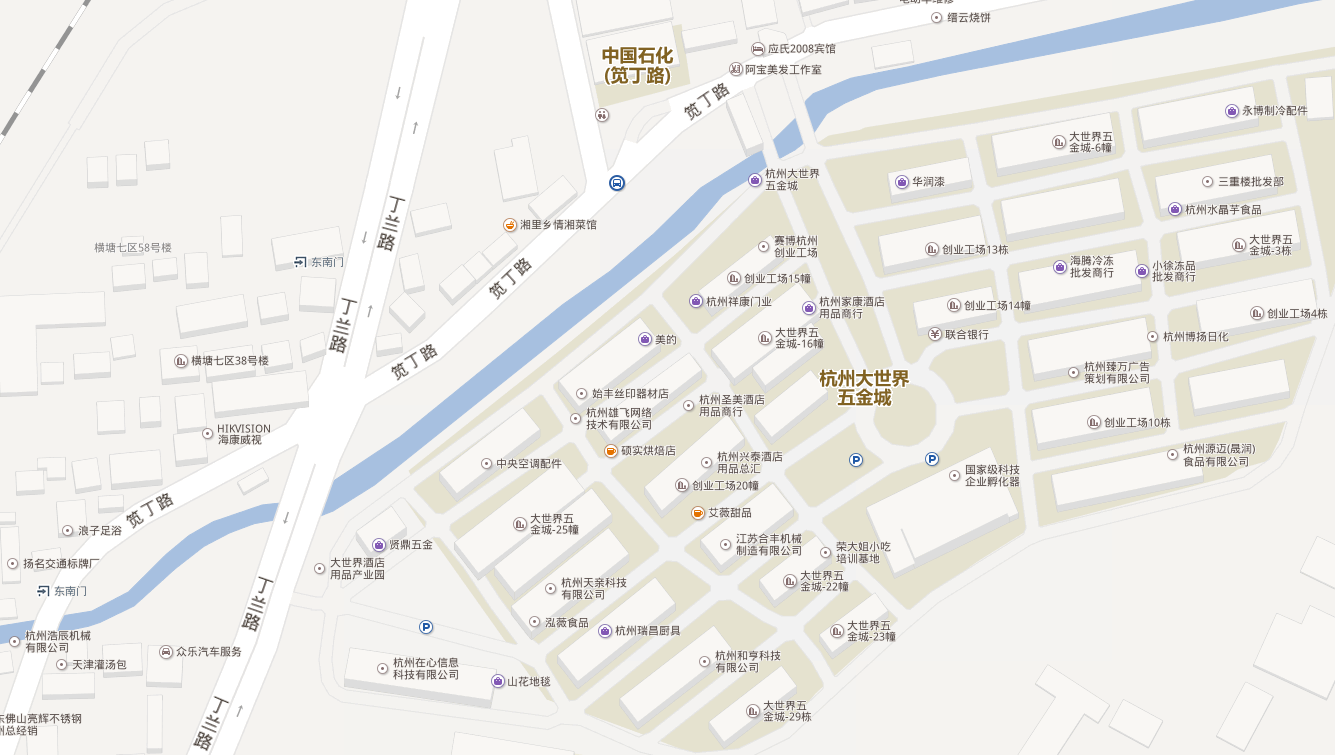 缙云烧饼
中国石化
(笕丁路)
应氏2008宾馆
阿宝美发工作室
笕丁路
永博制冷配件
大世界五
金城-6幢
丁兰路
杭州大世界
五金城
华润漆
三重楼批发部
杭州水晶芋食品
湘里乡情湘菜馆
横塘七区58号楼
东南门
赛博杭州
创业工场
创业工场13栋
大世界五
金城-3栋
海腾冷冻
批发商行
小徐冻品
批发商行
创业工场15幢
笕丁路
杭州祥康门业
杭州家康酒店
用品商行
创业工场14幢
创业工场4栋
丁兰路
美的
大世界五
金城-16幢
联合银行
杭州博扬日化
横塘七区38号楼
笕丁路
杭州大世界
五金城
杭州臻万广告
策划有限公司
始丰丝印器材店
杭州圣美酒店
用品商行
杭州雄飞网络
技术有限公司
创业工场10栋
HIKVISION
海康威视
硕实烘焙店
杭州源迈(晟润)
食品有限公司
中央空调配件
杭州兴泰酒店
用品总汇
国家级科技
企业孵化器
创业工场20幢
笕丁路
浪子足浴
大世界五
金城-25幢
艾薇甜品
贤鼎五金
江苏合丰机械
制造有限公司
荣大姐小吃
培训基地
扬名交通标牌厂
大世界酒店
用品产业园
大世界五
金城-22幢
东南门
杭州天亲科技
有限公司
丁兰路
泓薇食品
杭州瑞昌厨具
大世界五
金城-23幢
杭州浩辰机械
有限公司
众乐汽车服务
天津灌汤包
杭州在心信息
科技有限公司
杭州和亨科技
有限公司
山花地毯
大世界五
金城-29栋
东佛山亮辉不锈钢
州总经销
丁兰路